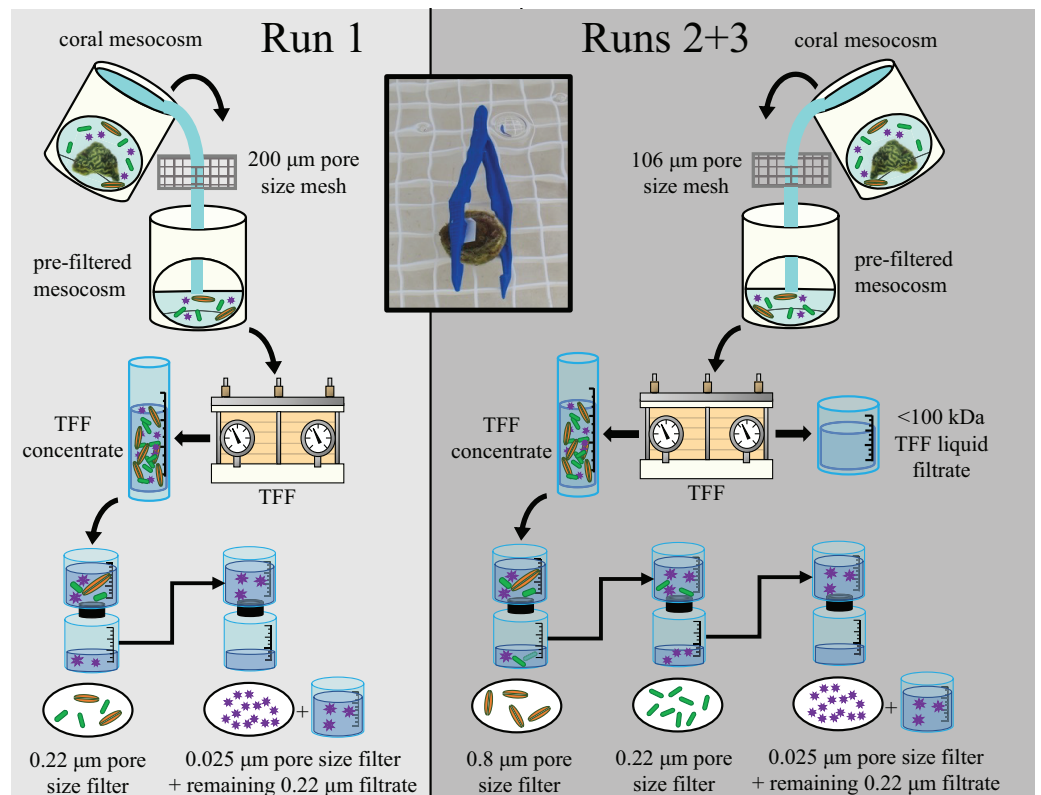 Run 1
coral mesocosm
200 μm pore
size mesh
pre-filtered
mesocosm
TFF
concentrate
TFF
0.22 μm pore
size filter
+
0.025 μm pore size filter
+ remaining 0.22 μm filtrate
Runs 2+3
coral mesocosm
106 μm pore
size mesh
pre-filtered
mesocosm
TFF
concentrate
TFF
<100 kDa
TFF liquid
filtrate
0.8 μm pore
size filter
0.22 μm pore
size filter
+
0.025 μm pore size filter
+ remaining 0.22 μm filtrate